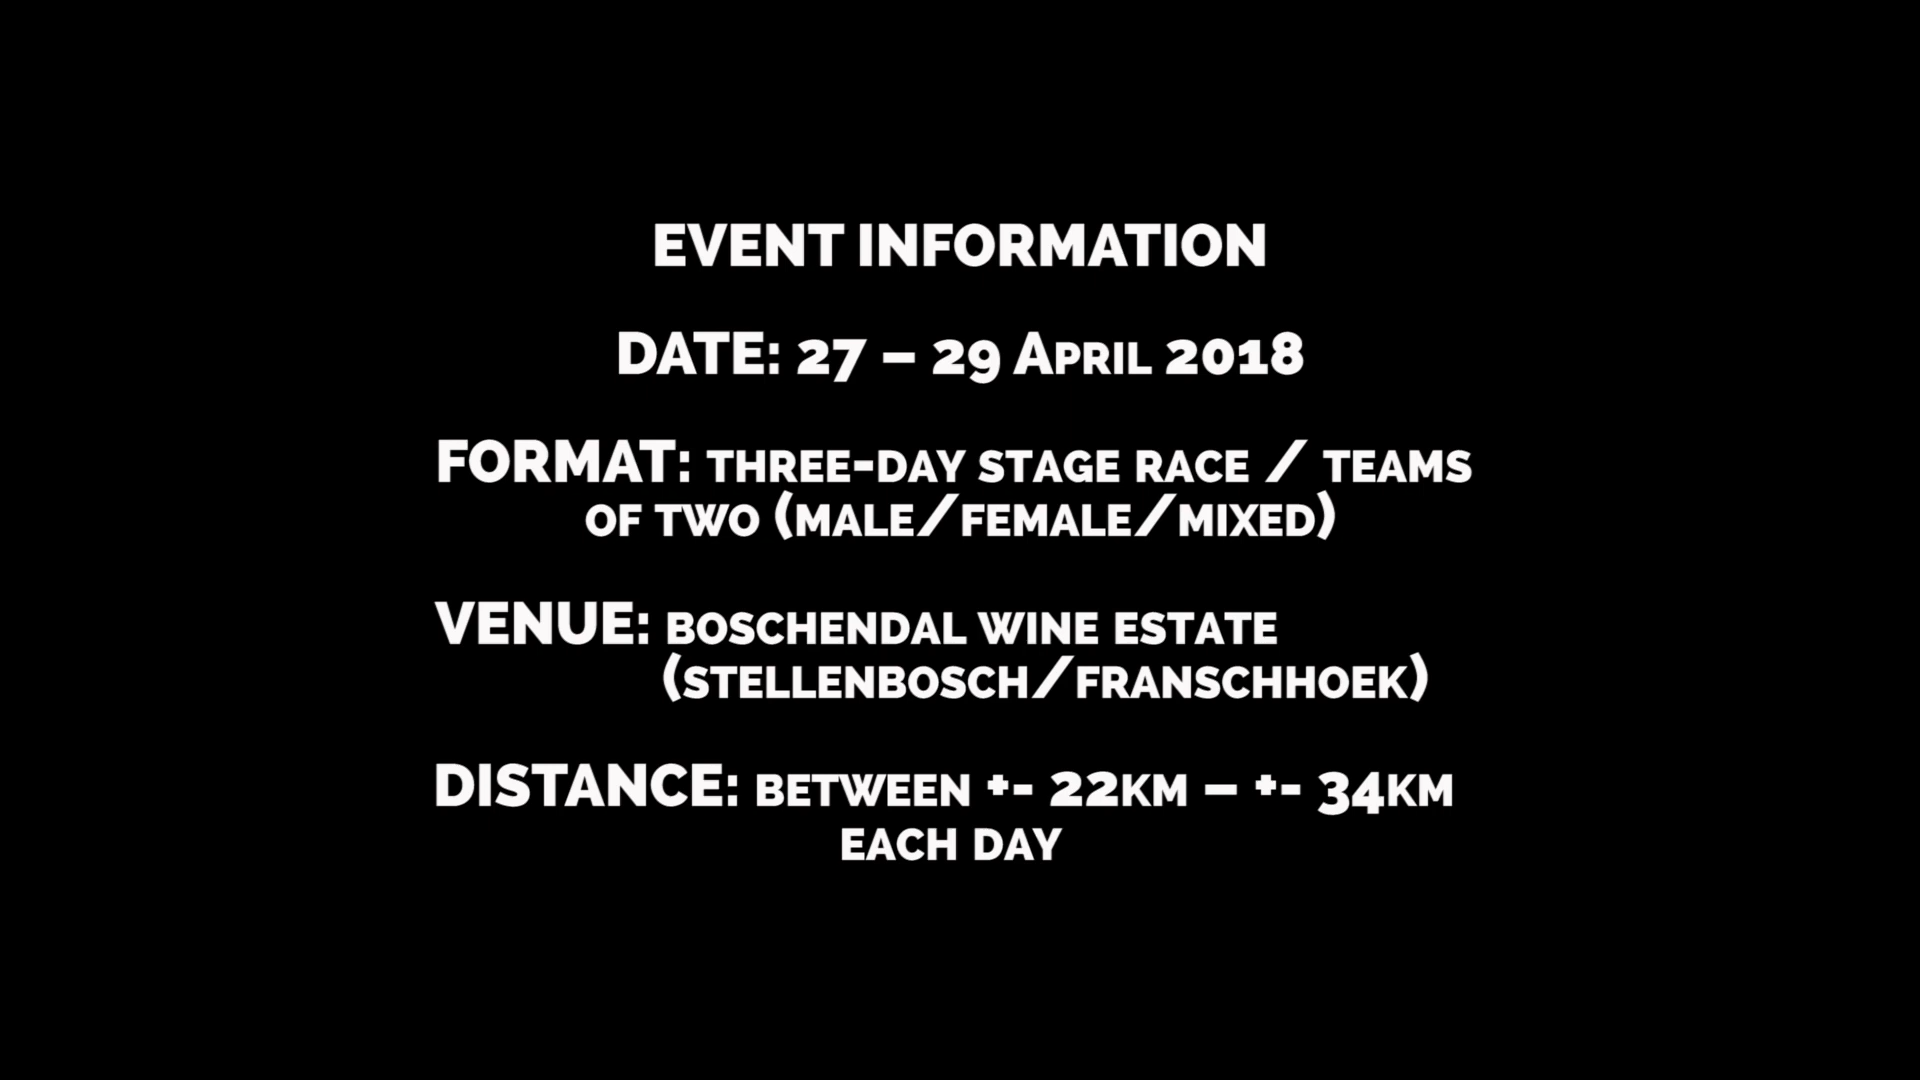 EVENT INFORMATION
DATE: 27 – 29 APRIL 2018
FORMAT: THREE-DAY STAGE RACE / TEAMS
OF TWO (MALE/FEMALE/MIXED)
VENUE: BOSCHENDAL WINE ESTATE
(STELLENBOSCH/FRANSCHHOEK)
DISTANCE: BETWEEN +- 22KM – +- 34KM
EACH DAY